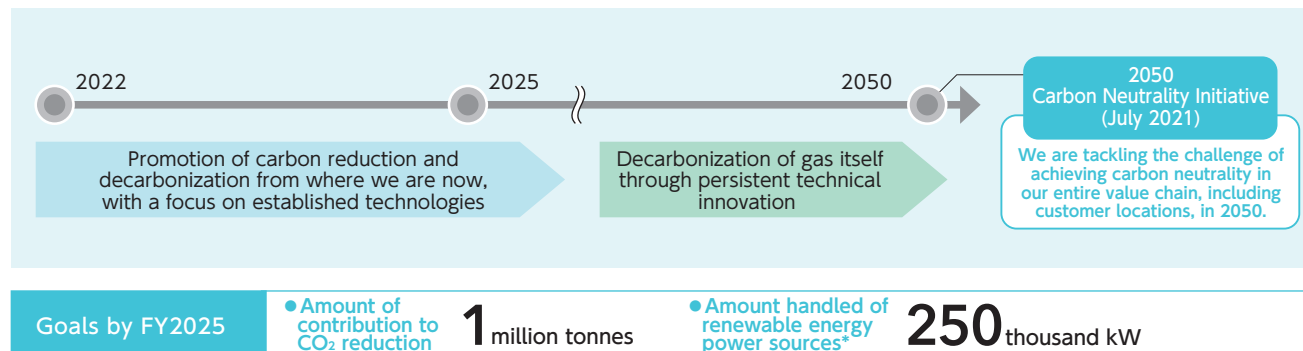 2022
2025
2050
2050
Carbon Neutrality Initiative
(July 2021)
We are tackling the challenge of
achieving carbon neutrality in
our entire value chain, including
customer locations, in 2050.
Promotion of carbon reduction and
decarbonization from where we are now,
with a focus on established technologies
Decarbonization of gas itself
through persistent technical
innovation
Goals by FY2025
●Amount of
contribution to
CO₂ reduction
1 million tonnes
●Amount handled of
renewable energy
power sources*
250 thousand kW